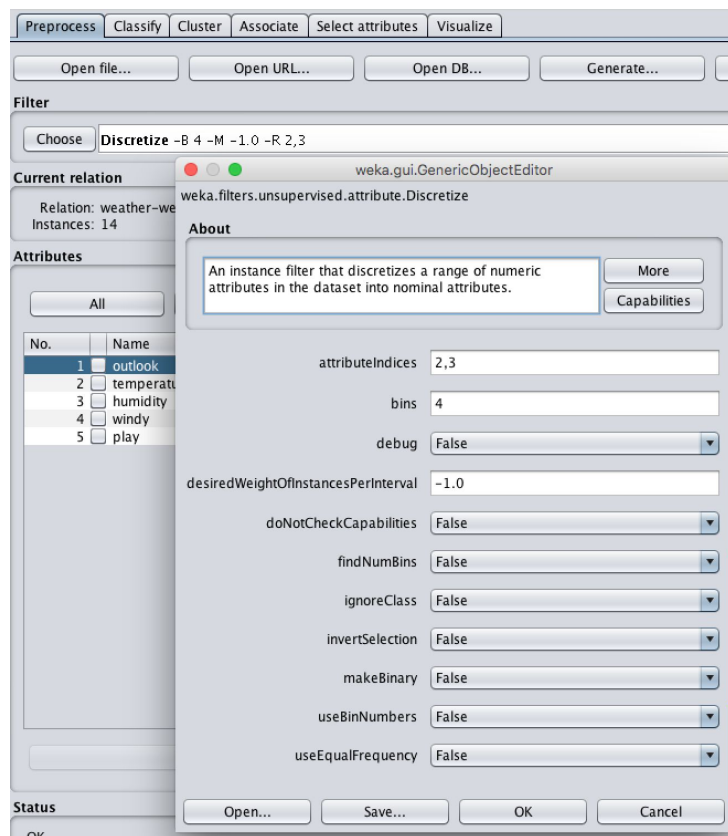 Preprocess Classify Cluster Associate Select attributes Visualize
Open file... Open URL... Open DB... Generate...
Filter
Choose Discretize -B 4 -M -1.0 -R 2,3
weka.gui.GenericObjectEditor
Current relation
weka.filters.unsupervised.attribute.Discretize
Relation: weather-we
Instances: 14
About
Attributes
An instance filter that discretizes a range of numeric
attributes in the dataset into nominal attributes.
More
Capabilities
All
No. Name
1 outlook
2 temperatu
3 humidity
4 windy
5 play
attributeIndices 2,3
bins 4
debug False
desiredWeightOfInstancesPerInterval -1.0
doNotCheckCapabilities False
findNumBins False
ignoreClass False
invertSelection False
makeBinary False
useBinNumbers False
useEqualFrequency False
Open... Save... OK Cancel
Status
OK